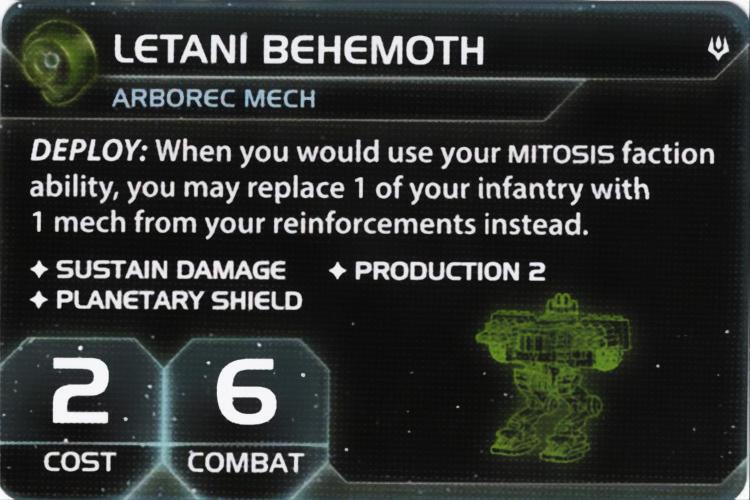 LETANI BEHEMOTH
ARBOREC MECH
DEPLOY: When you would use your MITOSIS faction
ability, you may replace 1 of your infantry with
1 mech from your reinforcements instead.
✦ SUSTAIN DAMAGE ✦ PRODUCTION 2
✦ PLANETARY SHIELD
2 6
COST COMBAT